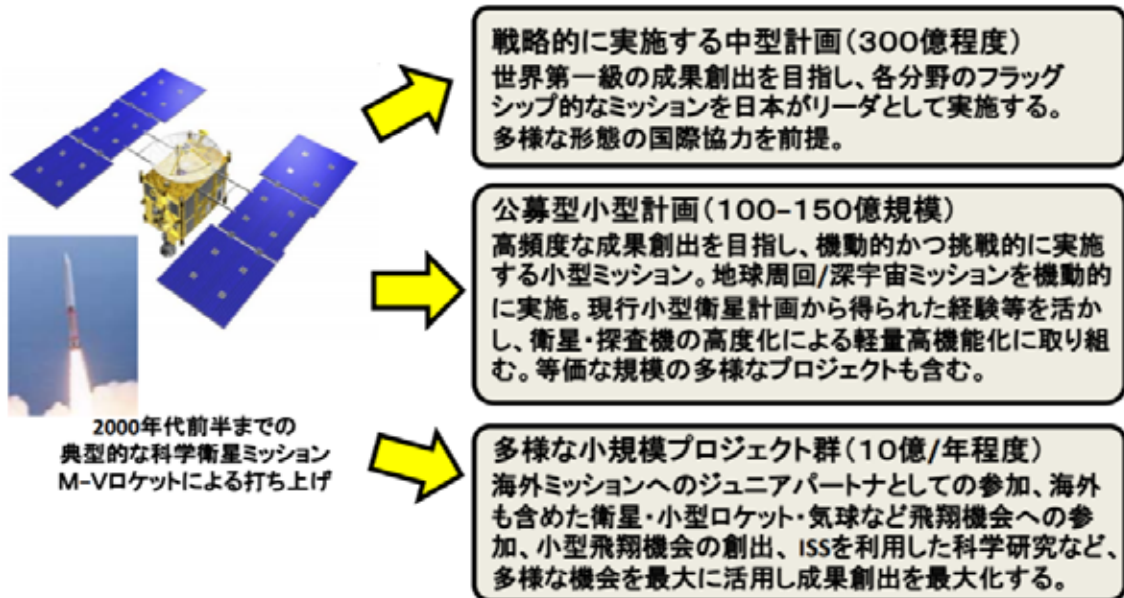 戦略的に実施する中型計画(300億程度)
世界第一級の成果創出を目指し、各分野のフラッグ
シップ的なミッションを日本がリーダとして実施する。
多様な形態の国際協力を前提。
公募型小型計画(100-150億規模)
高頻度な成果創出を目指し、機動的かつ挑戦的に実施
する小型ミッション。地球周回/深宇宙ミッションを機動的
に実施。現行小型衛星計画から得られた経験等を活か
し、衛星・探査機の高度化による軽量高機能化に取り組
む。等価な規模の多様なプロジェクトも含む。
2000年代前半までの
典型的な科学衛星ミッション
M-Vロケットによる打ち上げ
多様な小規模プロジェクト群(10億/年程度)
海外ミッションへのジュニアパートナとしての参加、海外
も含めた衛星・小型ロケット・気球など飛翔機会への参
加、小型飛翔機会の創出、ISSを利用した科学研究など、
多様な機会を最大に活用し成果創出を最大化する。